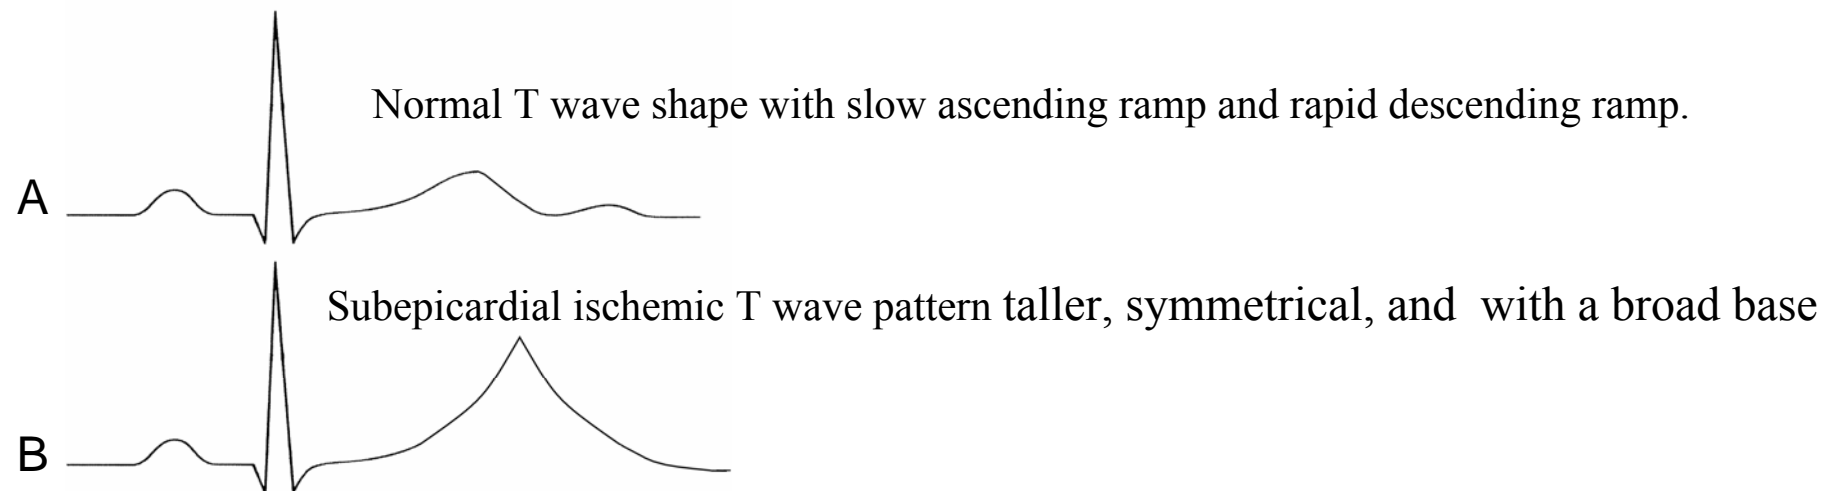 Normal T wave shape with slow ascending ramp and rapid descending ramp.
A
Subepicardial ischemic T wave pattern taller, symmetrical, and with a broad base
B